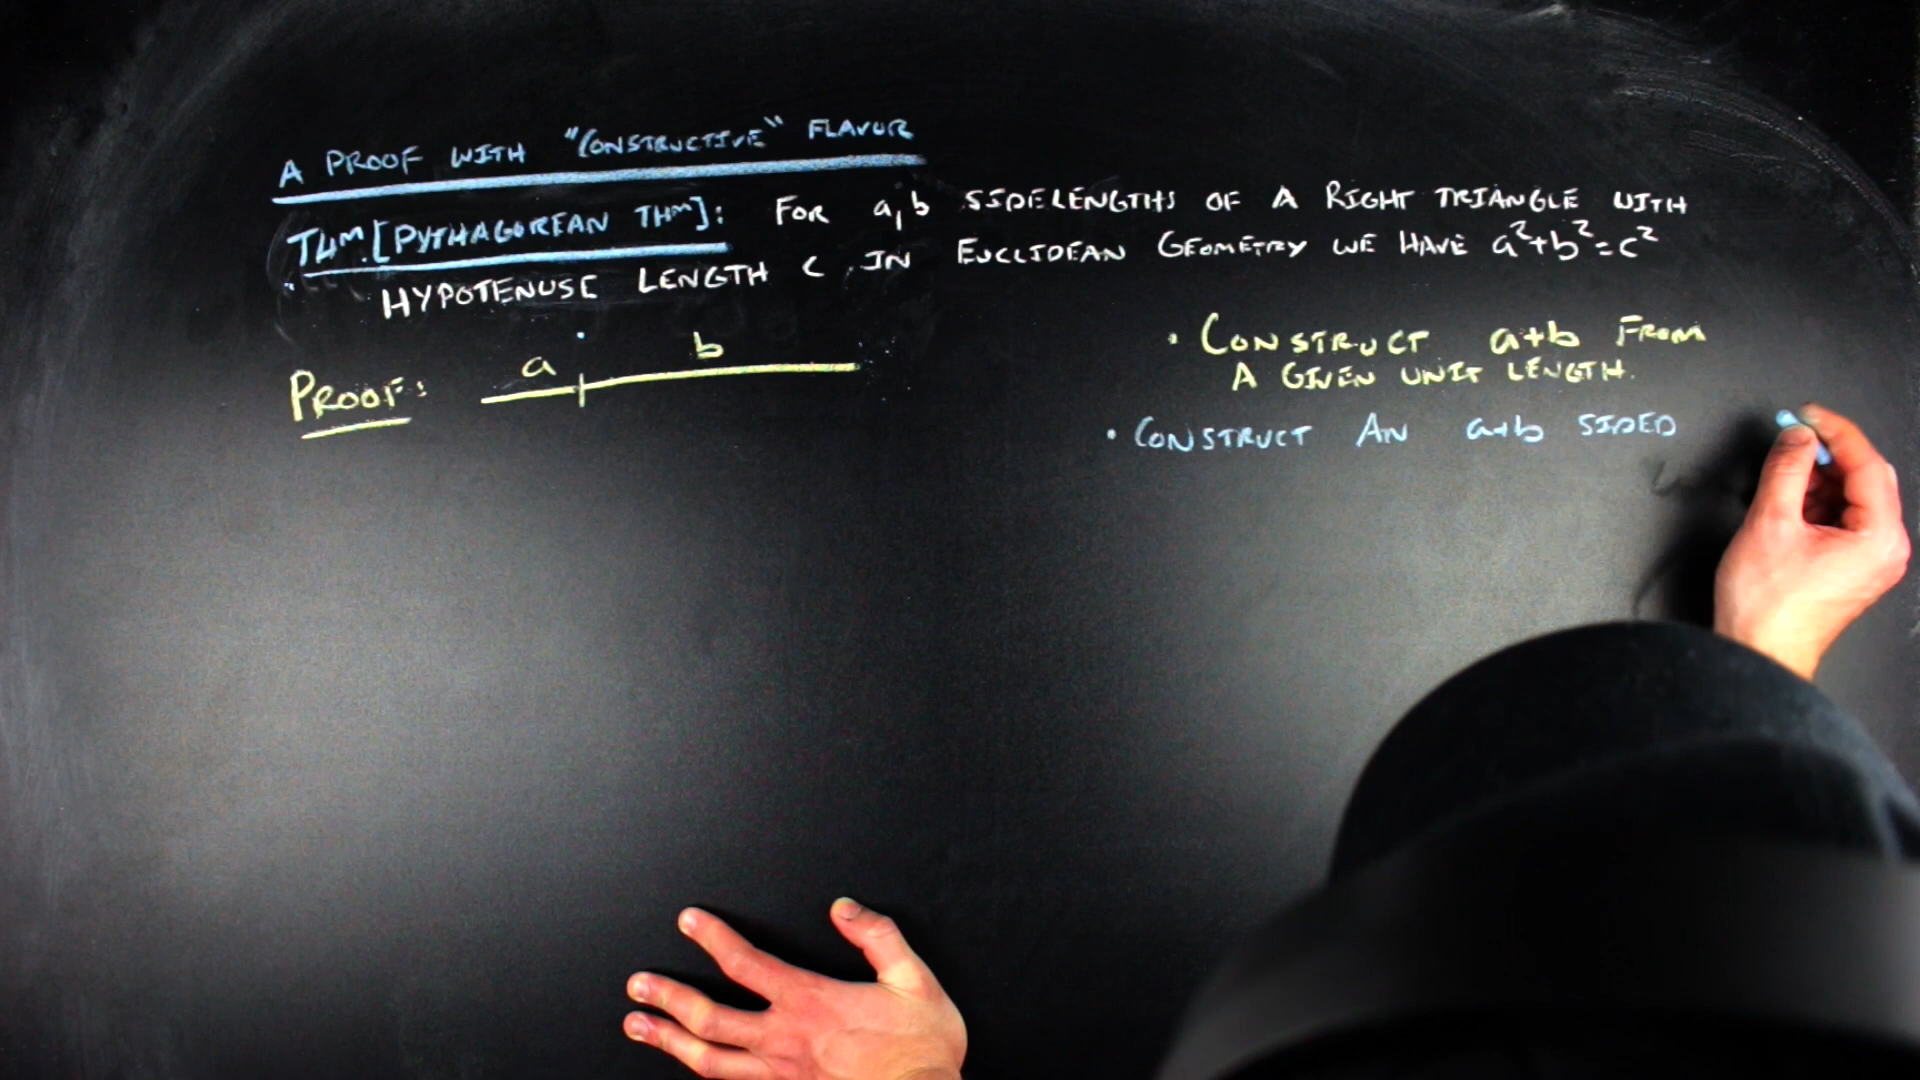 A PROOF WITH "CONSTRUCTIVE" FLAVOR
THM. [PYTHAGOREAN THM]: FOR a, b SIDELENGTHS OF A RIGHT TRIANGLE WITH
HYPOTENUSE LENGTH C, IN EUCLIDEAN GEOMETRY WE HAVE a²+b²=c²
PROOF: a b
• CONSTRUCT a+b FROM
A GIVEN UNIT LENGTH.
• CONSTRUCT AN a+b SIDED